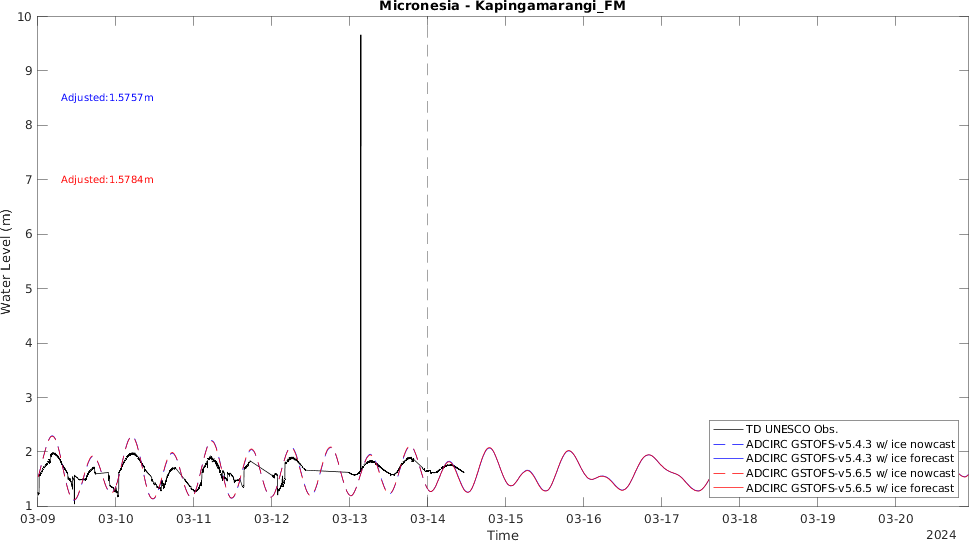 Micronesia - Kapingamarangi_FM
10
9
8
7
6
5
4
3
2
1
Water Level (m)
Adjusted:1.5757m
Adjusted:1.5784m
TD UNESCO Obs.
ADCIRC GSTOFS-v5.4.3 w/ ice nowcast
ADCIRC GSTOFS-v5.4.3 w/ ice forecast
ADCIRC GSTOFS-v5.6.5 w/ ice nowcast
ADCIRC GSTOFS-v5.6.5 w/ ice forecast
03-09 03-10 03-11 03-12 03-13 03-14 03-15 03-16 03-17 03-18 03-19 03-20
Time
2024